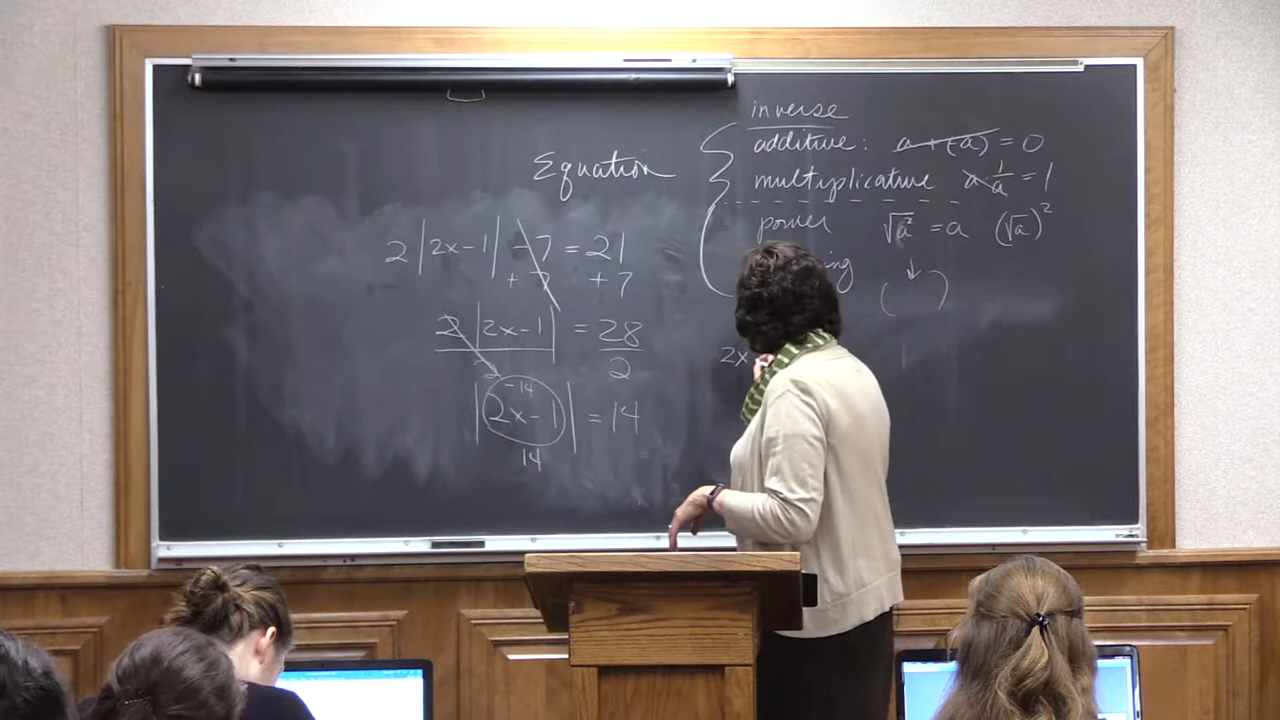 Equation
2|2x-1| -7 = 21
+7 +7
2|2x-1| = 28
2 2
-14
|2x-1| = 14
14
inverse
additive: a+(-a) = 0
multiplicative a·1/a = 1
power √a² = a (√a)²
↓
( )
2x